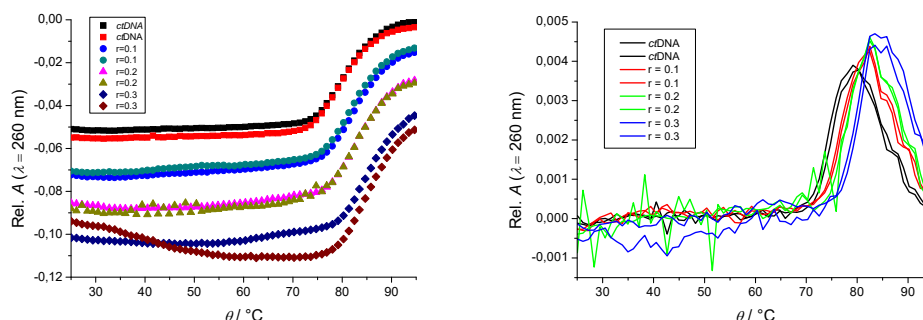 Rel. A (λ = 260 nm)
0,00
-0,02
-0,04
-0,06
-0,08
-0,10
-0,12
ctDNA
ctDNA
r=0.1
r=0.1
r=0.2
r=0.2
r=0.3
r=0.3
30 40 50 60 70 80 90
θ / °C
Rel. A (λ = 260 nm)
0,005
0,004
0,003
0,002
0,001
0,000
-0,001
ctDNA
ctDNA
r = 0.1
r = 0.1
r = 0.2
r = 0.2
r = 0.3
r = 0.3
30 40 50 60 70 80 90
θ / °C